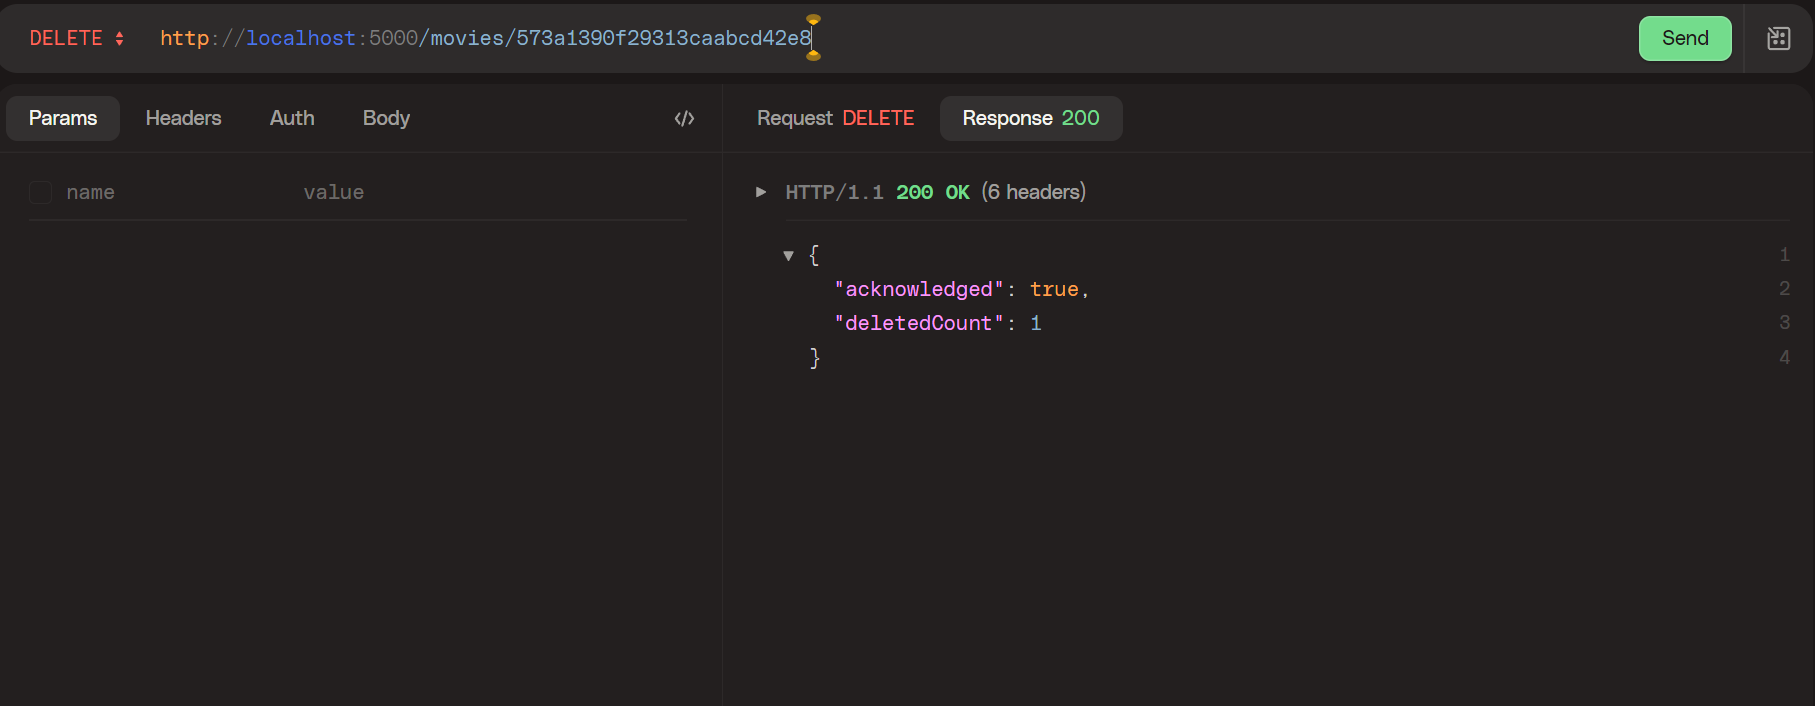 DELETE http://localhost:5000/movies/573a1390f29313caabcd42e8 Send
Params Headers Auth Body </>
name value
Request DELETE Response 200
HTTP/1.1 200 OK (6 headers)
{ 1
"acknowledged": true, 2
"deletedCount": 1 3
} 4